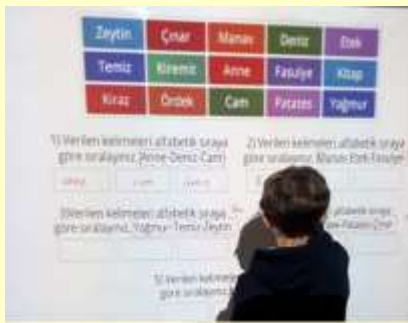 Zeytin Çınar Manav Deniz Etek
Temiz Kiremit Anne Fasulye Kitap
Kiraz Ördek Cam Patates Yağmur
1) Verilen kelimeleri alfabetik sıraya
göre sıralayınız. (Anne-Deniz-Cam)
2) Verilen kelimeleri alfabetik sıraya
göre sıralayınız. Manav-Etek-Fasulye
3) Verilen kelimeleri alfabetik sıraya
göre sıralayınız. Yağmur-Temiz-Zeytin
alfabetik sıraya
5) Verilen kelimeleri
göre sıralayınız.